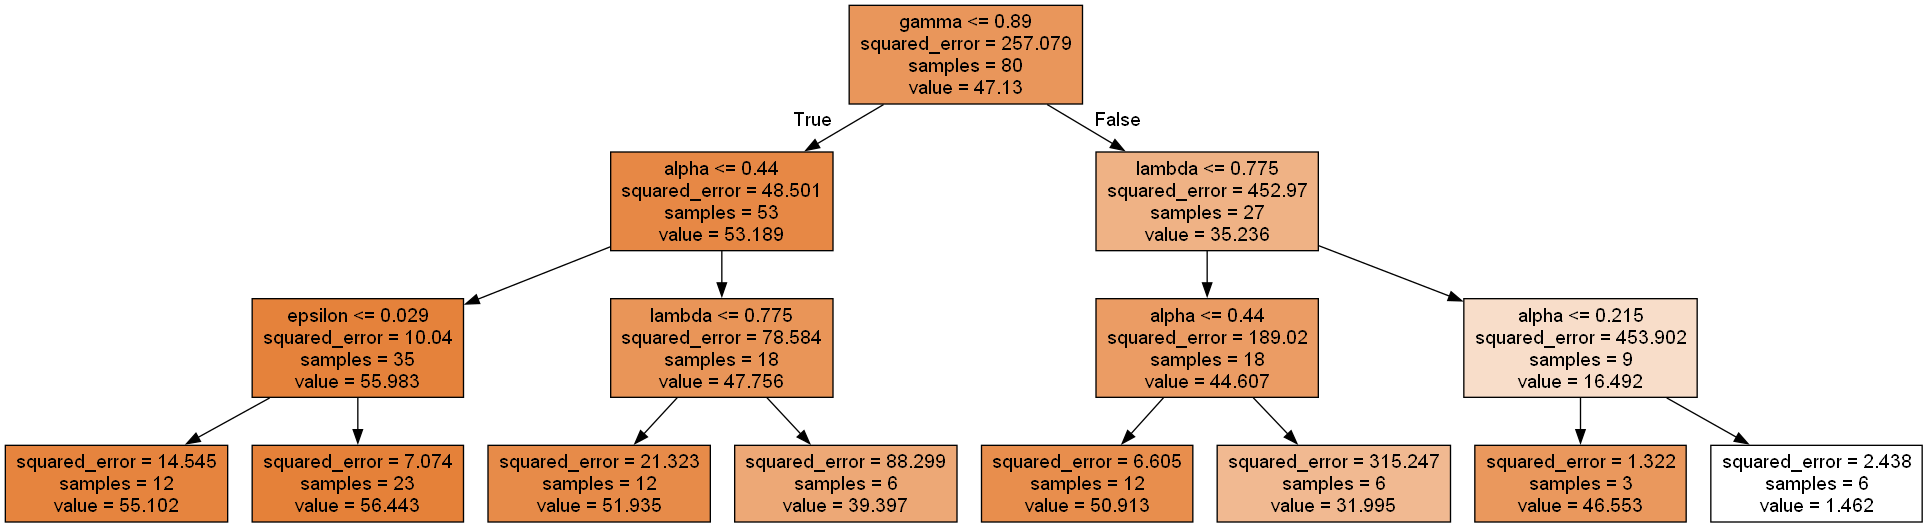 gamma <= 0.89
squared_error = 257.079
samples = 80
value = 47.13
True
False
alpha <= 0.44
squared_error = 48.501
samples = 53
value = 53.189
lambda <= 0.775
squared_error = 452.97
samples = 27
value = 35.236
epsilon <= 0.029
squared_error = 10.04
samples = 35
value = 55.983
lambda <= 0.775
squared_error = 78.584
samples = 18
value = 47.756
alpha <= 0.44
squared_error = 189.02
samples = 18
value = 44.607
alpha <= 0.215
squared_error = 453.902
samples = 9
value = 16.492
squared_error = 14.545
samples = 12
value = 55.102
squared_error = 7.074
samples = 23
value = 56.443
squared_error = 21.323
samples = 12
value = 51.935
squared_error = 88.299
samples = 6
value = 39.397
squared_error = 6.605
samples = 12
value = 50.913
squared_error = 315.247
samples = 6
value = 31.995
squared_error = 1.322
samples = 3
value = 46.553
squared_error = 2.438
samples = 6
value = 1.462